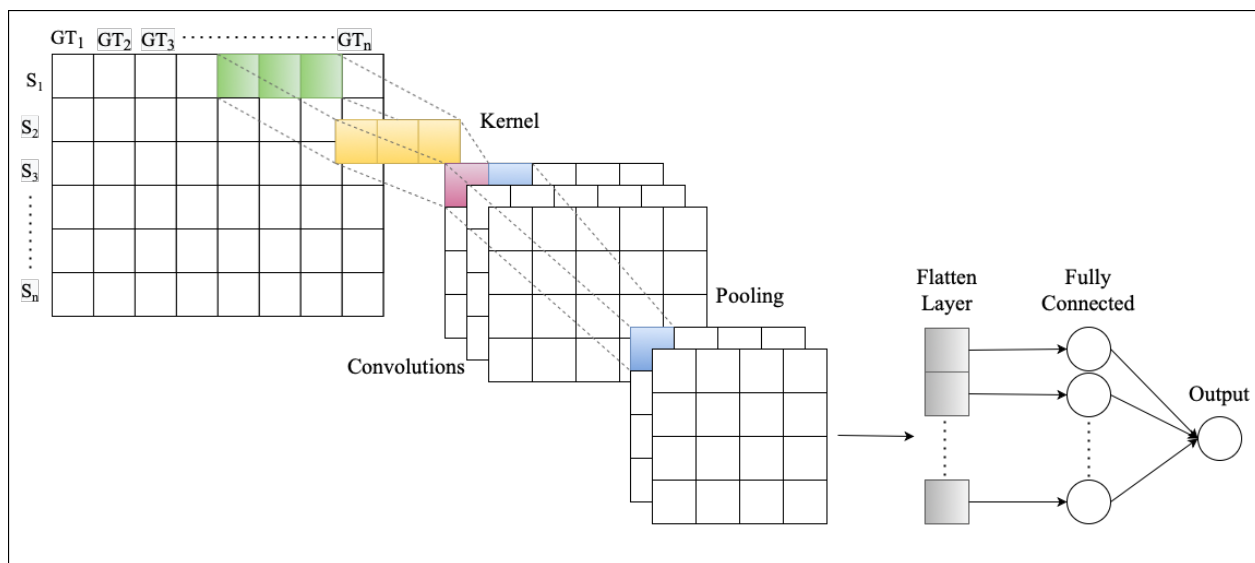 GT1 GT2 GT3 ........ GTn
S1
S2
S3
Sn
Kernel
Convolutions
Pooling
Flatten
Layer
Fully
Connected
Output